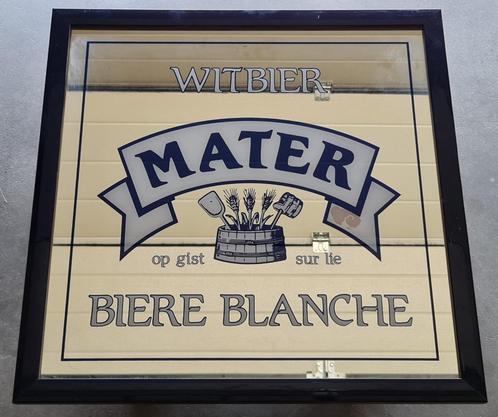 WITBIER
MATER
op gist sur lie
BIERE BLANCHE